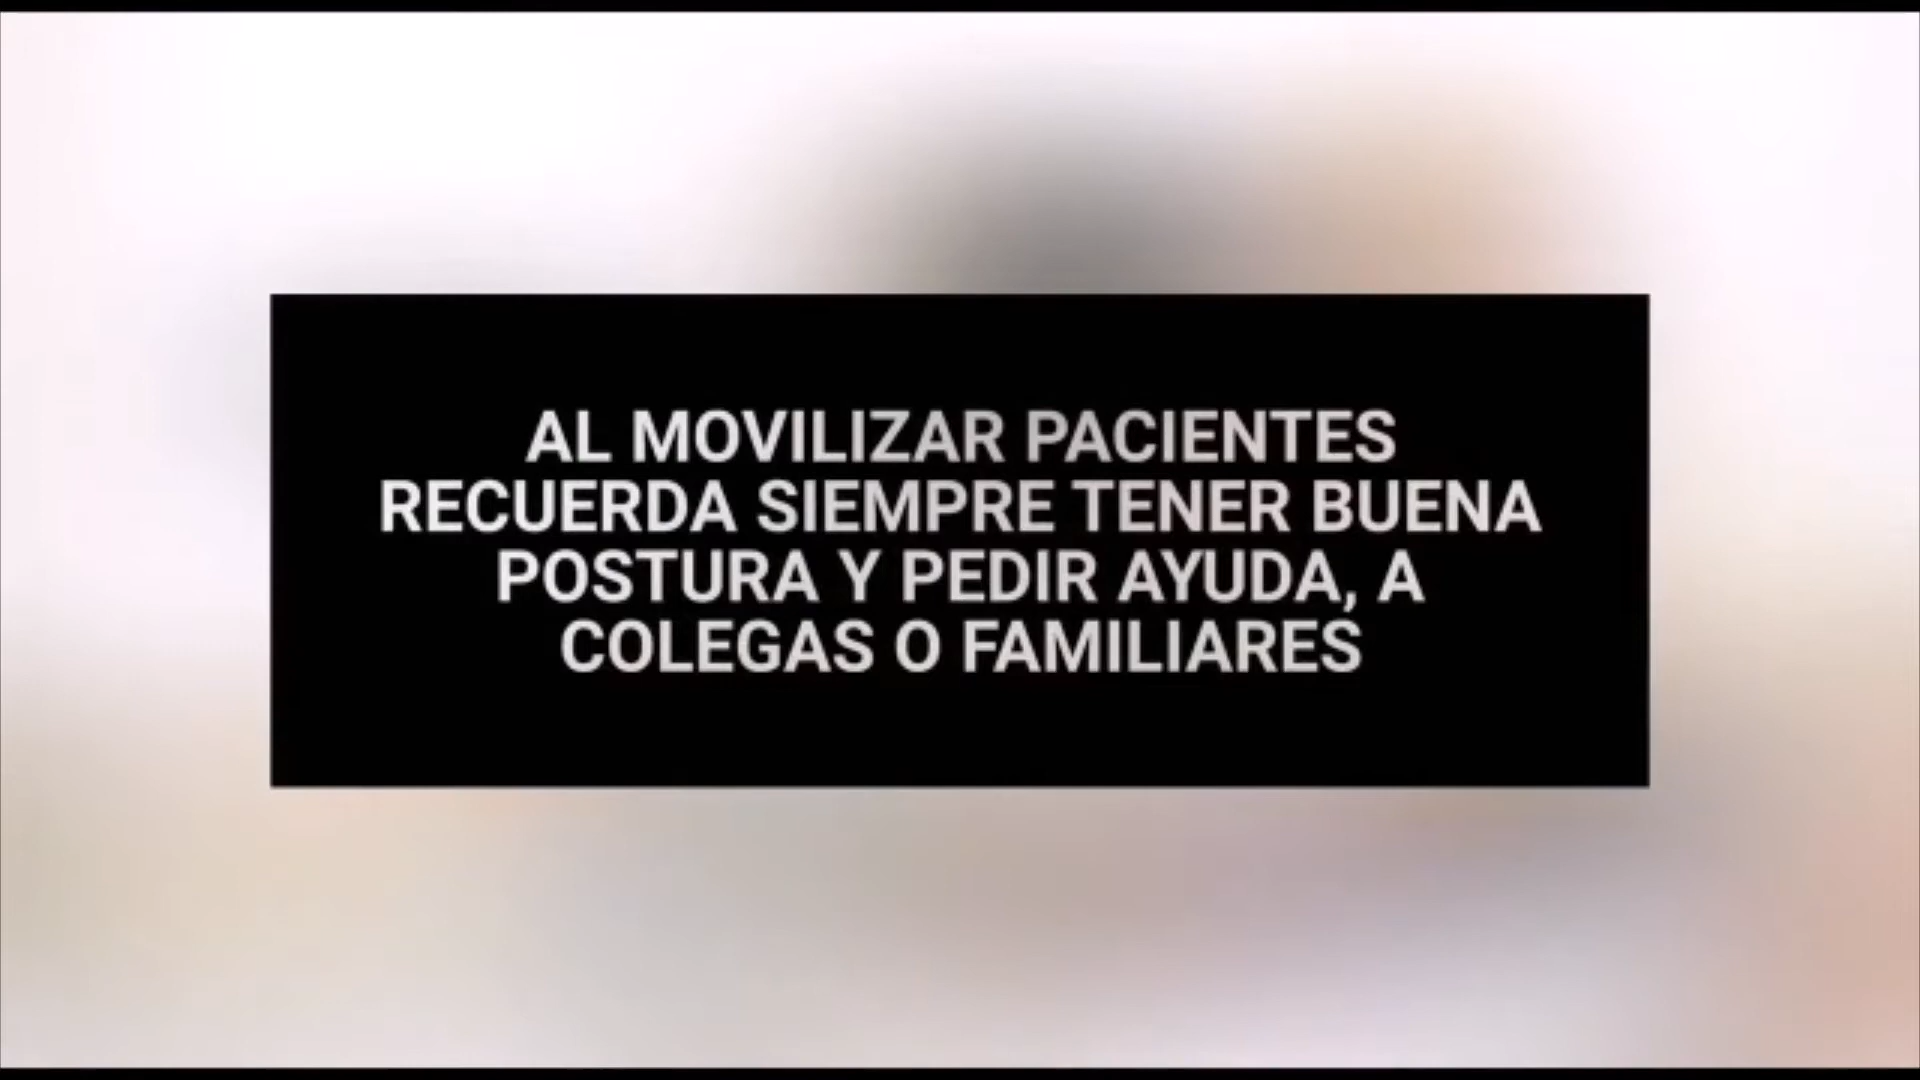 AL MOVILIZAR PACIENTES
RECUERDA SIEMPRE TENER BUENA
POSTURA Y PEDIR AYUDA, A
COLEGAS O FAMILIARES